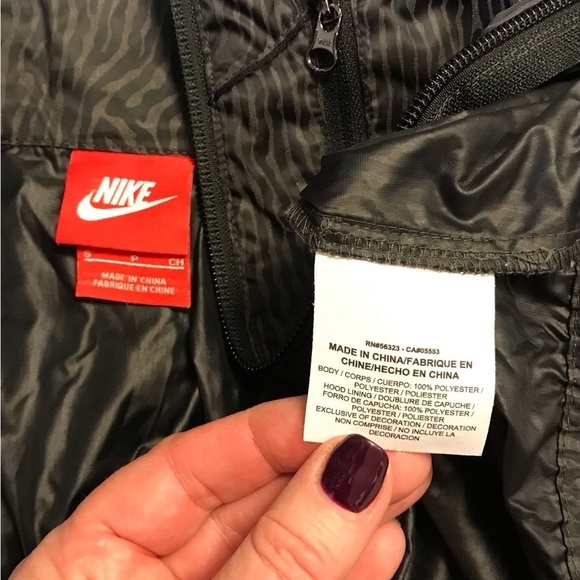 NIKE
S P CH
MADE IN CHINA
FABRIQUE EN CHINE
RN#56323 - CA#05553
MADE IN CHINA/FABRIQUE EN
CHINE/HECHO EN CHINA
BODY / CORPS / CUERPO: 100% POLYESTER /
POLYESTER / POLIESTER
HOOD LINING / DOUBLURE DE CAPUCHE /
FORRO DE CAPUCHA: 100% POLYESTER /
POLYESTER / POLIESTER
EXCLUSIVE OF DECORATION / DECORATION
NON COMPRISE / NO INCLUYE LA
DECORACION